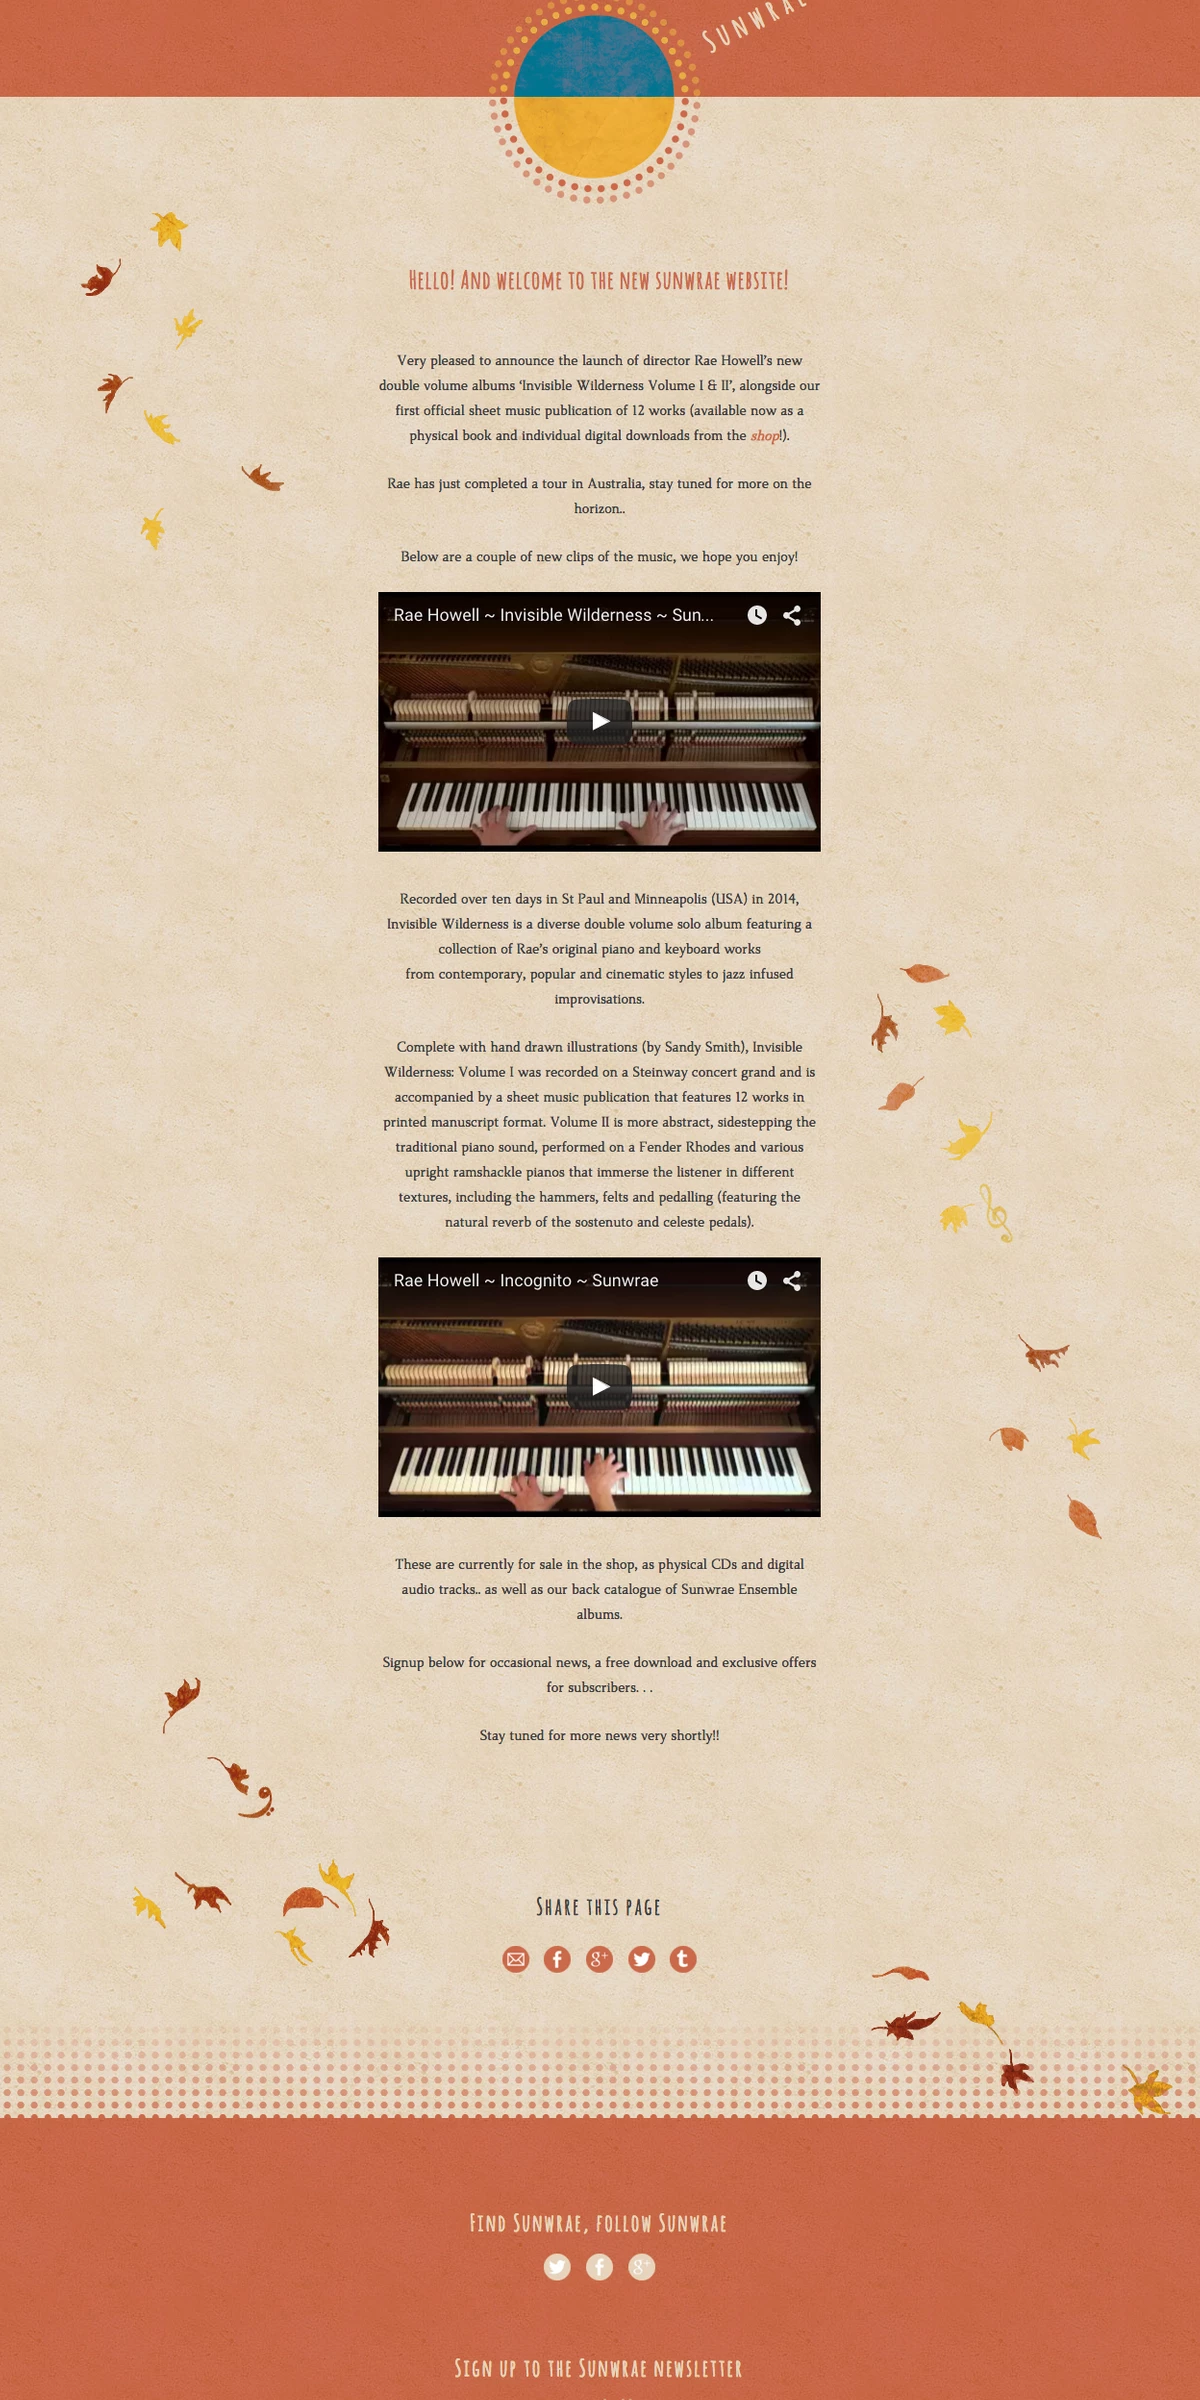 SUNWRAE
Hello! And welcome to the new sunwrae website!
Very pleased to announce the launch of director Rae Howell’s new
double volume albums ‘Invisible Wilderness Volume I & II’, alongside our
first official sheet music publication of 12 works (available now as a
physical book and individual digital downloads from the shop!).
Rae has just completed a tour in Australia, stay tuned for more on the
horizon..
Below are a couple of new clips of the music, we hope you enjoy!
Rae Howell ~ Invisible Wilderness ~ Sun...
Recorded over ten days in St Paul and Minneapolis (USA) in 2014,
Invisible Wilderness is a diverse double volume solo album featuring a
collection of Rae’s original piano and keyboard works
from contemporary, popular and cinematic styles to jazz infused
improvisations.
Complete with hand drawn illustrations (by Sandy Smith), Invisible
Wilderness: Volume I was recorded on a Steinway concert grand and is
accompanied by a sheet music publication that features 12 works in
printed manuscript format. Volume II is more abstract, sidestepping the
traditional piano sound, performed on a Fender Rhodes and various
upright ramshackle pianos that immerse the listener in different
textures, including the hammers, felts and pedalling (featuring the
natural reverb of the sostenuto and celeste pedals).
Rae Howell ~ Incognito ~ Sunwrae
These are currently for sale in the shop, as physical CDs and digital
audio tracks.. as well as our back catalogue of Sunwrae Ensemble
albums.
Signup below for occasional news, a free download and exclusive offers
for subscribers. . .
Stay tuned for more news very shortly!!
Share this page
Find Sunwrae, follow Sunwrae
Sign up to the Sunwrae newsletter